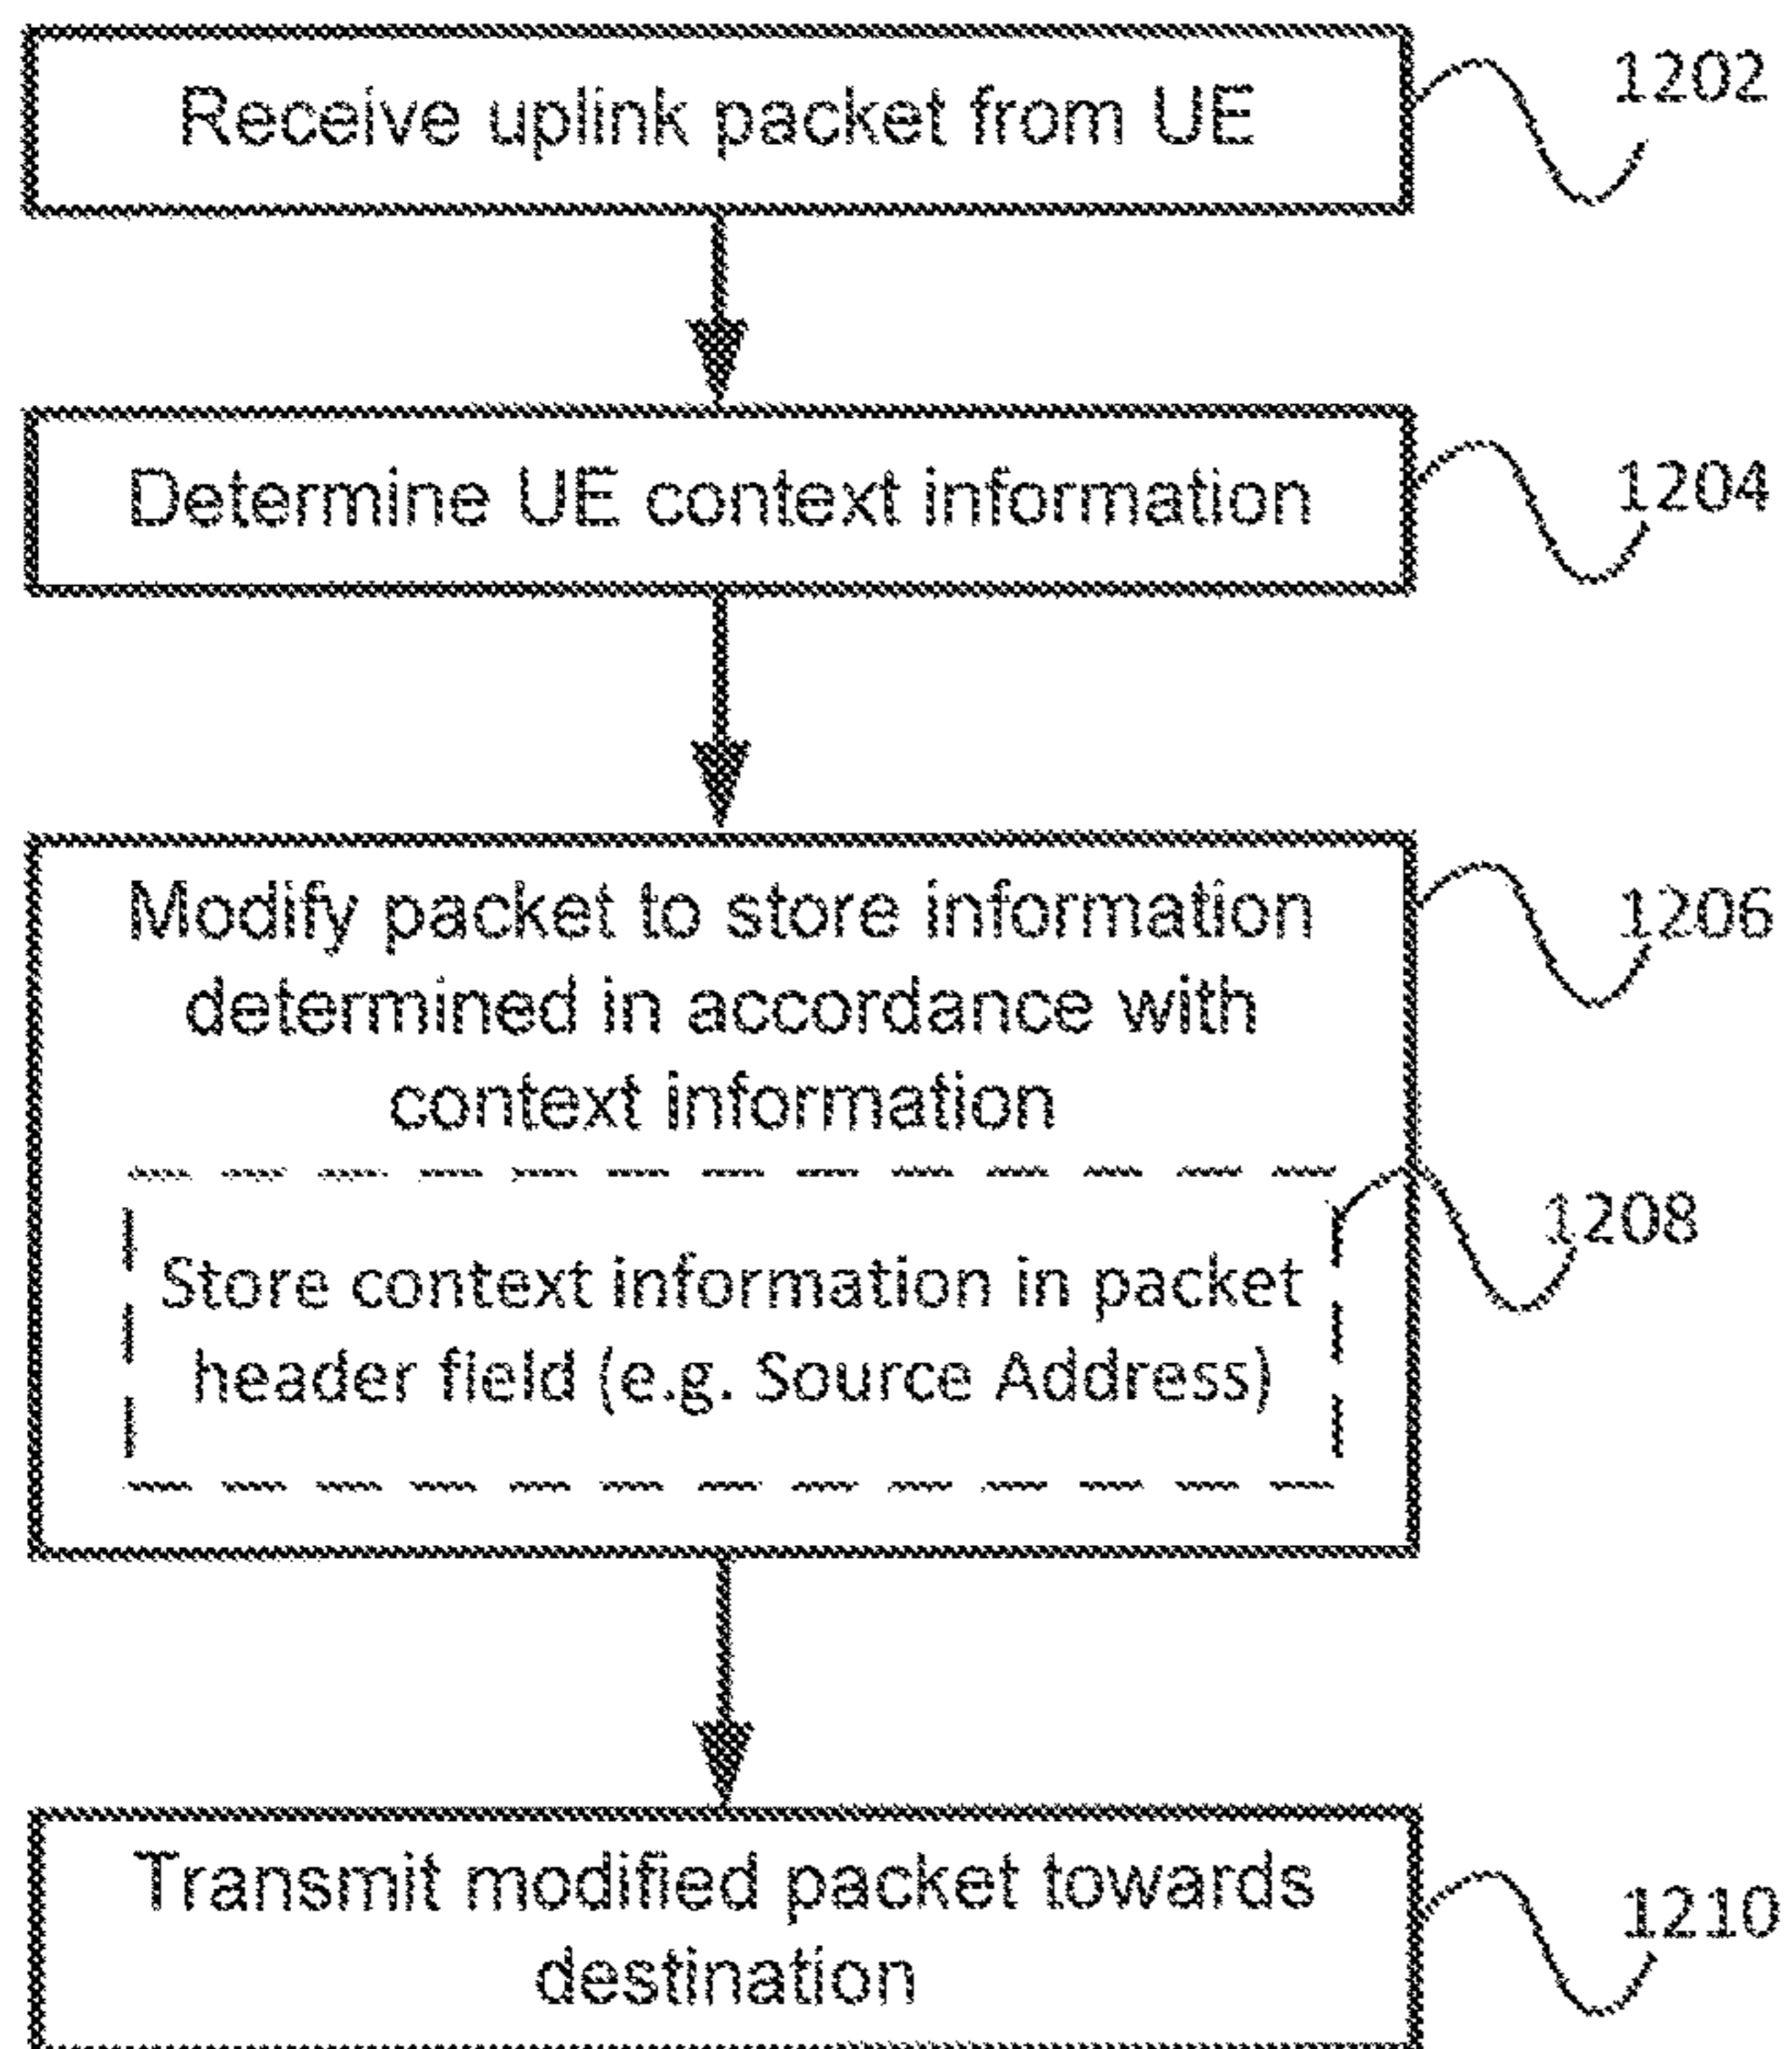 Receive uplink packet from UE
1202
Determine UE context information
1204
Modify packet to store information
determined in accordance with
context information
1206
Store context information in packet
header field (e.g. Source Address)
1208
Transmit modified packet towards
destination
1210